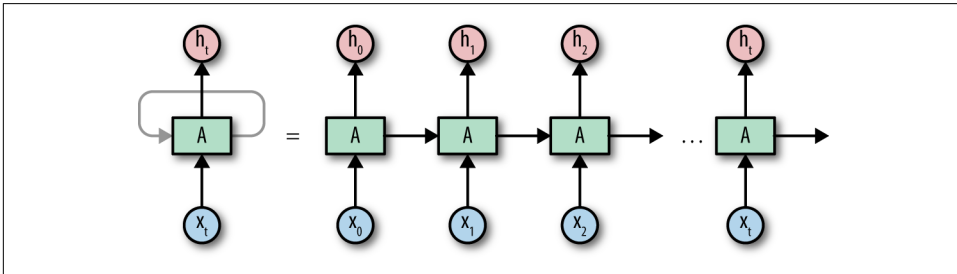 h_t h_0 h_1 h_2 h_t
A = A A A ... A
x_t x_0 x_1 x_2 x_t